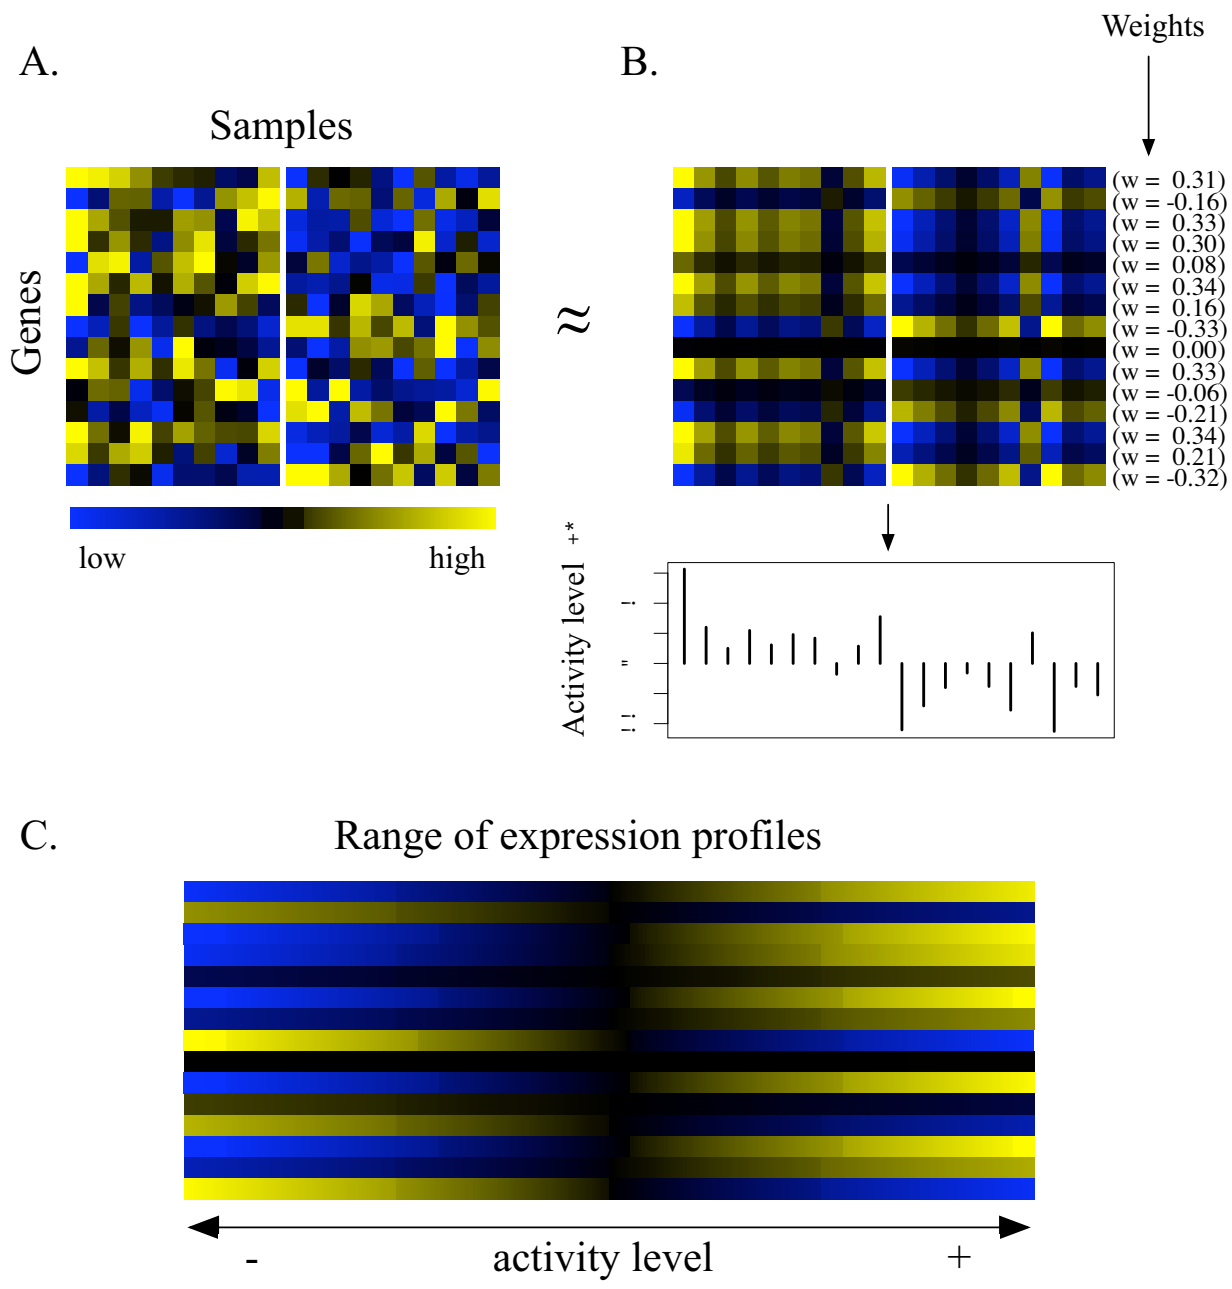 Weights
A.
B.
Samples
Genes
≈
(w = 0.31)
(w = -0.16)
(w = 0.33)
(w = 0.30)
(w = 0.08)
(w = 0.34)
(w = 0.16)
(w = -0.33)
(w = 0.00)
(w = 0.33)
(w = -0.06)
(w = -0.21)
(w = 0.34)
(w = 0.21)
(w = -0.32)
low
high
Activity level
C.
Range of expression profiles
-
activity level
+